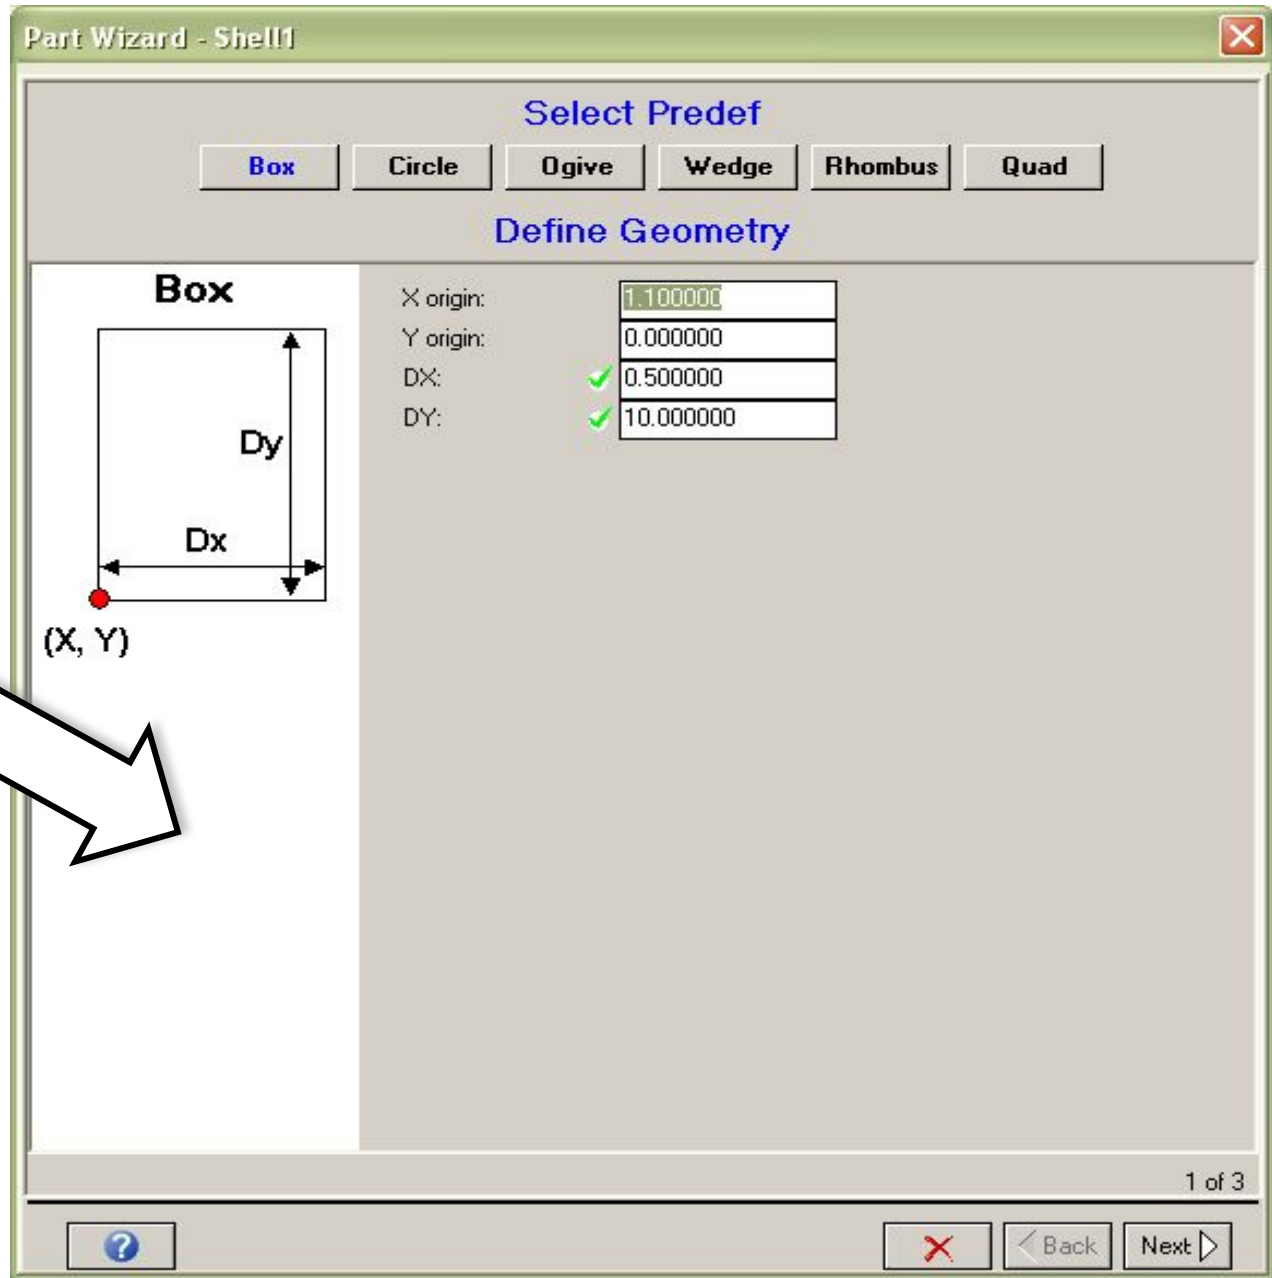 Part Wizard - Shell1
Select Predef
Box Circle Ogive Wedge Rhombus Quad
Define Geometry
Box
X origin: 1.100000
Y origin: 0.000000
DX: 0.500000
DY: 10.000000
Dy
Dx
(X, Y)
1 of 3
? Back Next